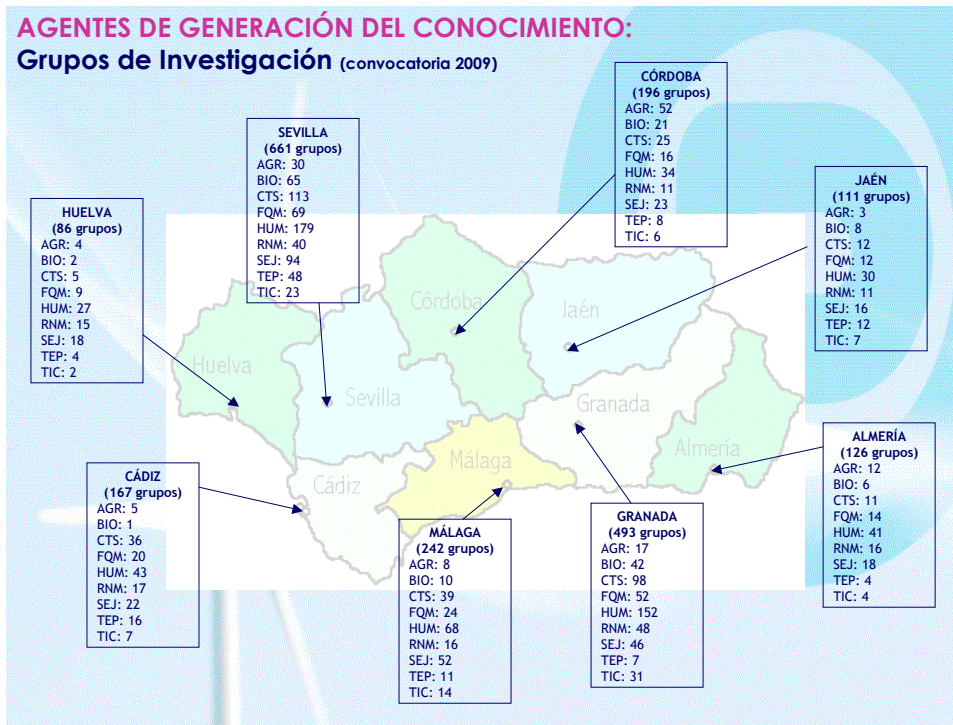 AGENTES DE GENERACIÓN DEL CONOCIMIENTO:
Grupos de Investigación (convocatoria 2009)
CÓRDOBA
(196 grupos)
AGR: 52
BIO: 21
CTS: 25
FQM: 16
HUM: 34
RNM: 11
SEJ: 23
TEP: 8
TIC: 6
SEVILLA
(661 grupos)
AGR: 30
BIO: 65
CTS: 113
FQM: 69
HUM: 179
RNM: 40
SEJ: 94
TEP: 48
TIC: 23
JAÉN
(111 grupos)
AGR: 3
BIO: 8
CTS: 12
FQM: 12
HUM: 30
RNM: 11
SEJ: 16
TEP: 12
TIC: 7
HUELVA
(86 grupos)
AGR: 4
BIO: 2
CTS: 5
FQM: 9
HUM: 27
RNM: 15
SEJ: 18
TEP: 4
TIC: 2
Córdoba
Jaén
Huelva
Sevilla
Granada
Almería
Málaga
Cádiz
ALMERÍA
(126 grupos)
AGR: 12
BIO: 6
CTS: 11
FQM: 14
HUM: 41
RNM: 16
SEJ: 18
TEP: 4
TIC: 4
CÁDIZ
(167 grupos)
AGR: 5
BIO: 1
CTS: 36
FQM: 20
HUM: 43
RNM: 17
SEJ: 22
TEP: 16
TIC: 7
MÁLAGA
(242 grupos)
AGR: 8
BIO: 10
CTS: 39
FQM: 24
HUM: 68
RNM: 16
SEJ: 52
TEP: 11
TIC: 14
GRANADA
(493 grupos)
AGR: 17
BIO: 42
CTS: 98
FQM: 52
HUM: 152
RNM: 48
SEJ: 46
TEP: 7
TIC: 31